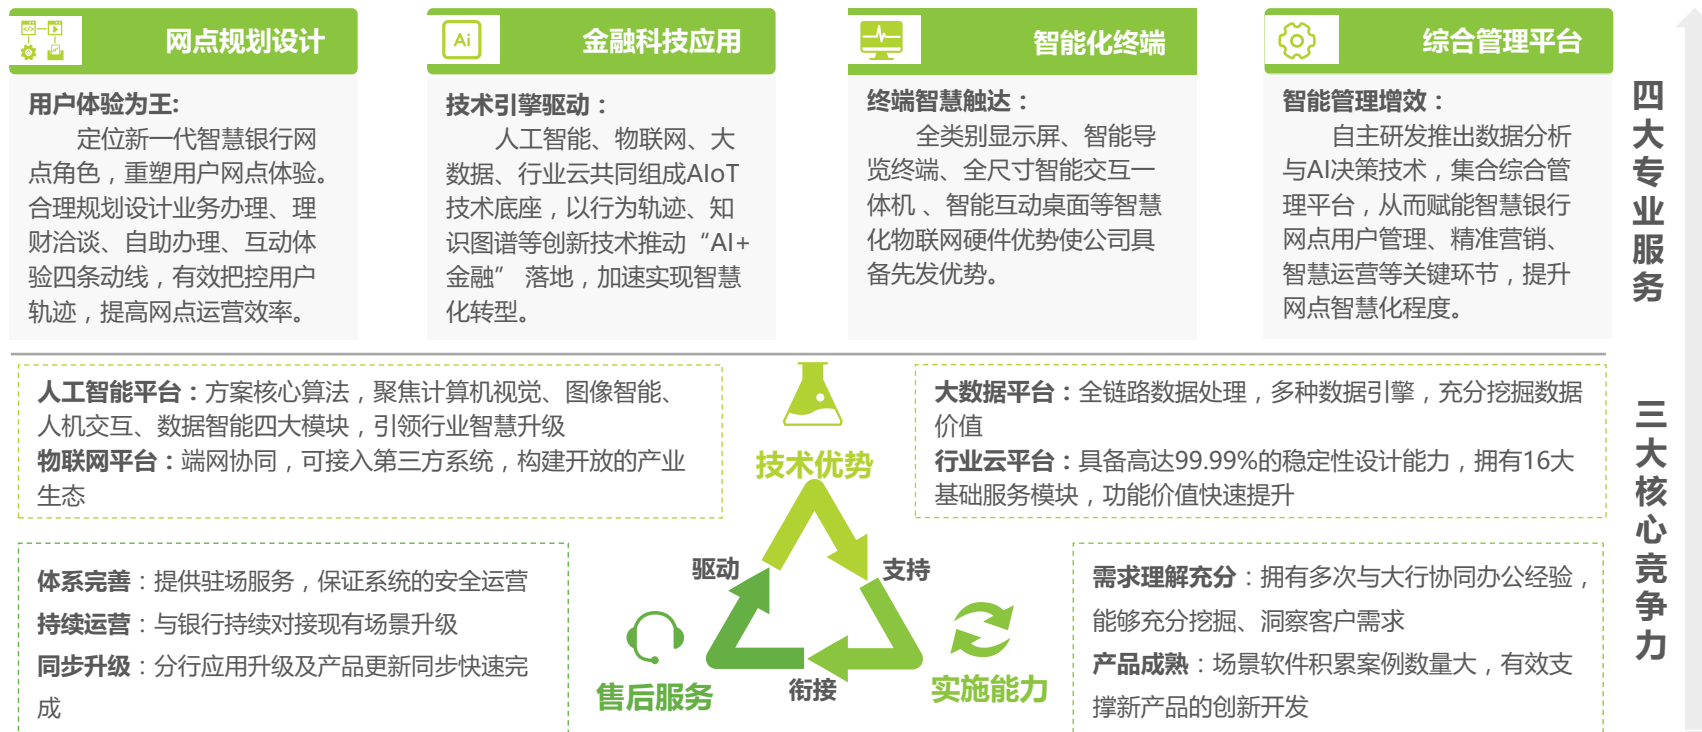 网点规划设计
用户体验为王:
定位新一代智慧银行网
点角色，重塑用户网点体验。
合理规划设计业务办理、理
财洽谈、自助办理、互动体
验四条动线，有效把控用户
轨迹，提高网点运营效率。
Ai
金融科技应用
技术引擎驱动：
人工智能、物联网、大
数据、行业云共同组成AIoT
技术底座，以行为轨迹、知
识图谱等创新技术推动“AI+
金融” 落地，加速实现智慧
化转型。
智能化终端
终端智慧触达：
全类别显示屏、智能导
览终端、全尺寸智能交互一
体机 、智能互动桌面等智慧
化物联网硬件优势使公司具
备先发优势。
综合管理平台
智能管理增效：
自主研发推出数据分析
与AI决策技术，集合综合管
理平台，从而赋能智慧银行
网点用户管理、精准营销、
智慧运营等关键环节，提升
网点智慧化程度。
四大专业服务
人工智能平台：方案核心算法，聚焦计算机视觉、图像智能、
人机交互、数据智能四大模块，引领行业智慧升级
物联网平台：端网协同，可接入第三方系统，构建开放的产业
生态
技术优势
大数据平台：全链路数据处理，多种数据引擎，充分挖掘数据
价值
行业云平台：具备高达99.99%的稳定性设计能力，拥有16大
基础服务模块，功能价值快速提升
体系完善：提供驻场服务，保证系统的安全运营
持续运营：与银行持续对接现有场景升级
同步升级：分行应用升级及产品更新同步快速完
成
驱动
支持
衔接
售后服务
实施能力
需求理解充分：拥有多次与大行协同办公经验，
能够充分挖掘、洞察客户需求
产品成熟：场景软件积累案例数量大，有效支
撑新产品的创新开发
三大核心竞争力